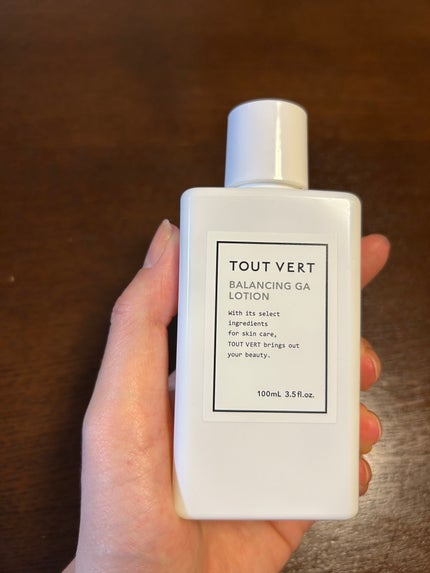 TOUT VERT
BALANCING GA
LOTION
With its select
ingredients
for skin care,
TOUT VERT brings out
your beauty.
100mL 3.5fl.oz.